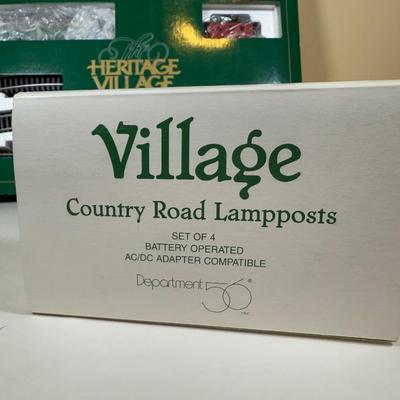 The
HERITAGE
VILLAGE
Village
Country Road Lampposts
SET OF 4
BATTERY OPERATED
AC/DC ADAPTER COMPATIBLE
Department 56®